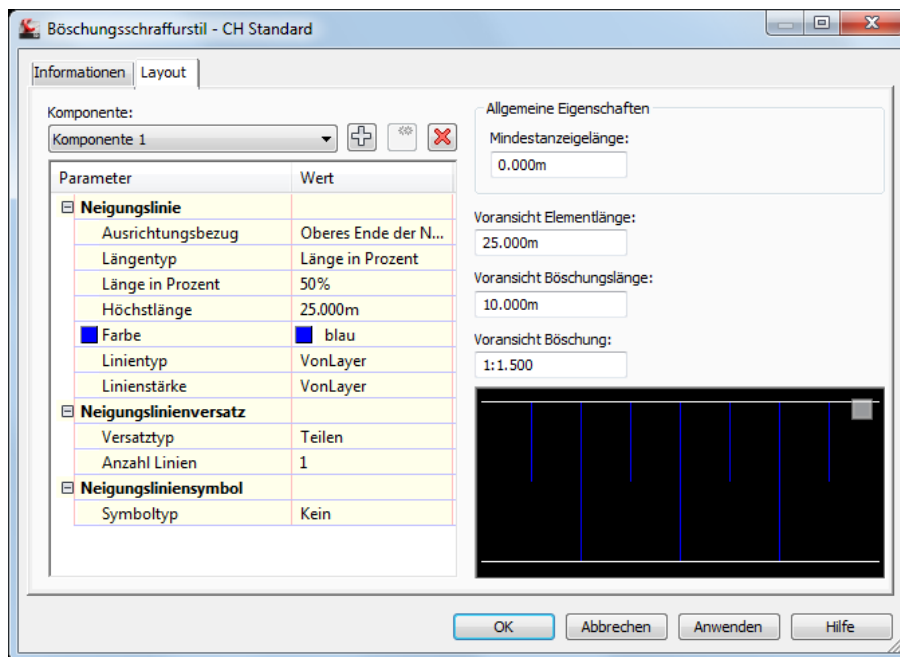 Böschungsschraffurstil - CH Standard
Informationen Layout
Komponente:
Komponente 1
Parameter Wert
Neigungslinie
Ausrichtungsbezug Oberes Ende der N...
Längentyp Länge in Prozent
Länge in Prozent 50%
Höchstlänge 25.000m
Farbe blau
Linientyp VonLayer
Linienstärke VonLayer
Neigungslinienversatz
Versatztyp Teilen
Anzahl Linien 1
Neigungsliniensymbol
Symboltyp Kein
Allgemeine Eigenschaften
Mindestanzeigelänge:
0.000m
Voransicht Elementlänge:
25.000m
Voransicht Böschungslänge:
10.000m
Voransicht Böschung:
1:1.500
OK Abbrechen Anwenden Hilfe